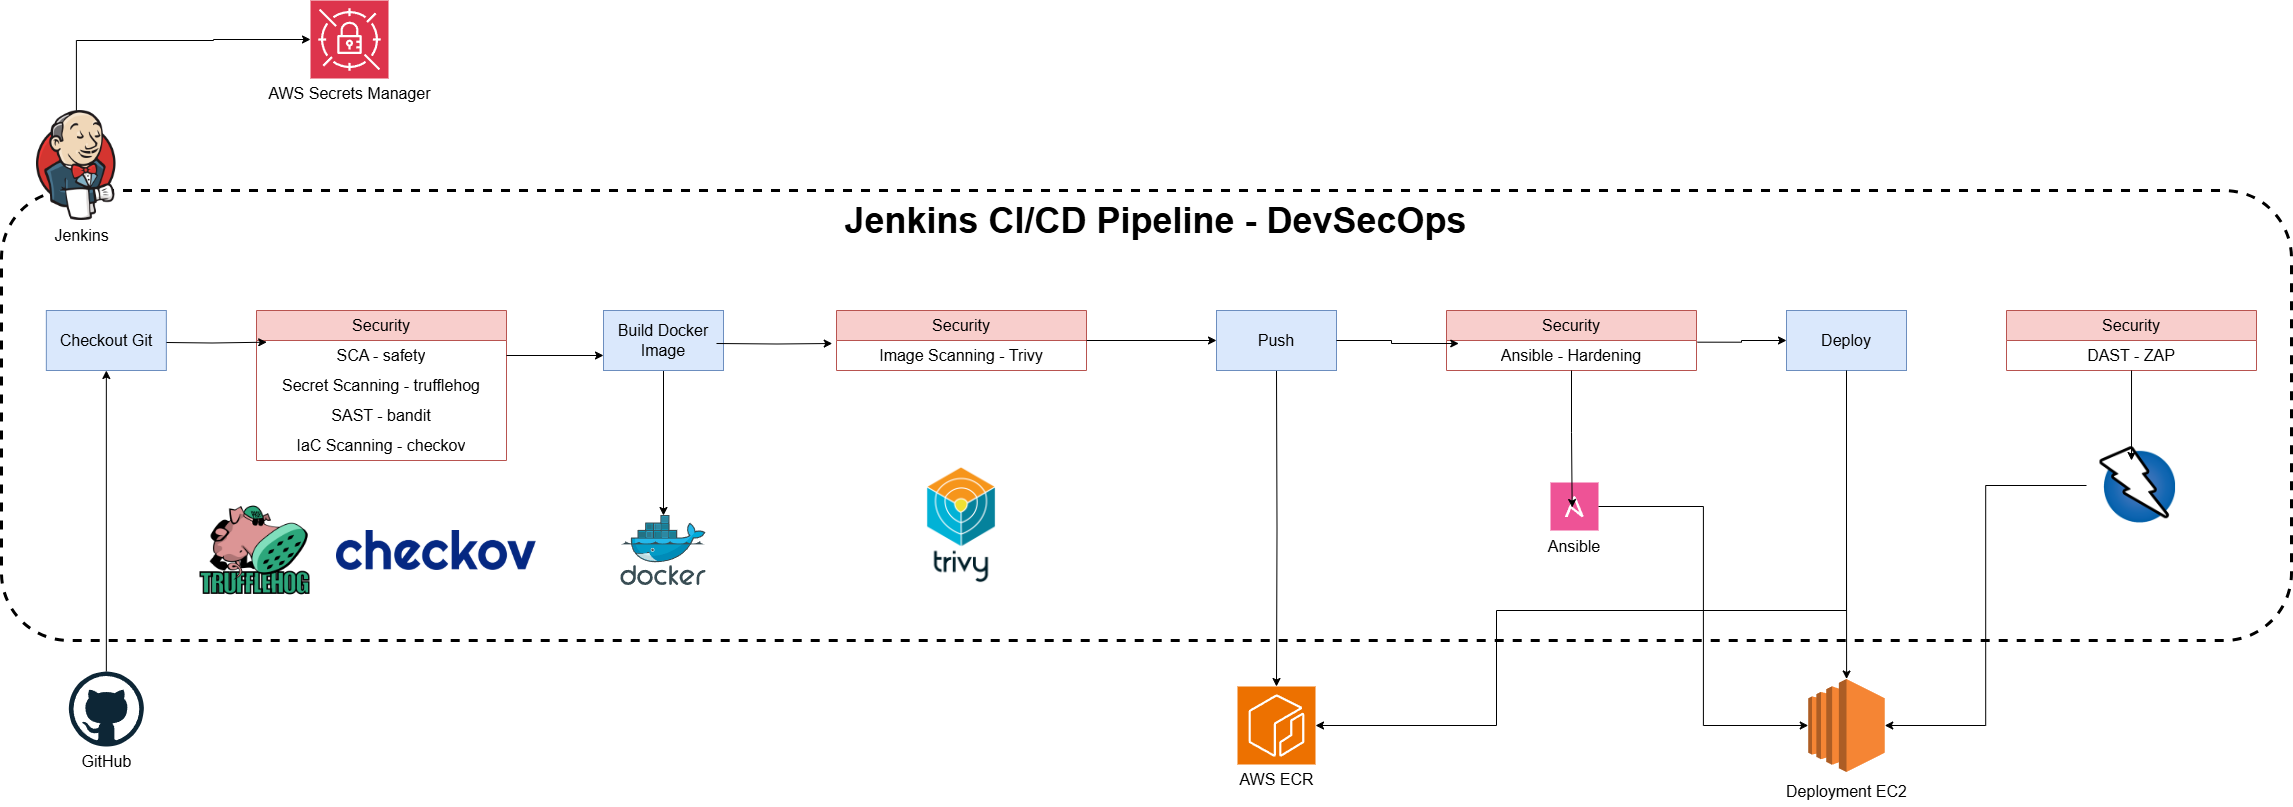 AWS Secrets Manager
Jenkins
Jenkins CI/CD Pipeline - DevSecOps
Checkout Git
Security
SCA - safety
Secret Scanning - trufflehog
SAST - bandit
IaC Scanning - checkov
Build Docker
Image
Security
Image Scanning - Trivy
Push
Security
Ansible - Hardening
Deploy
Security
DAST - ZAP
TRUFFLEHOG
checkov
docker
trivy
Ansible
GitHub
AWS ECR
Deployment EC2